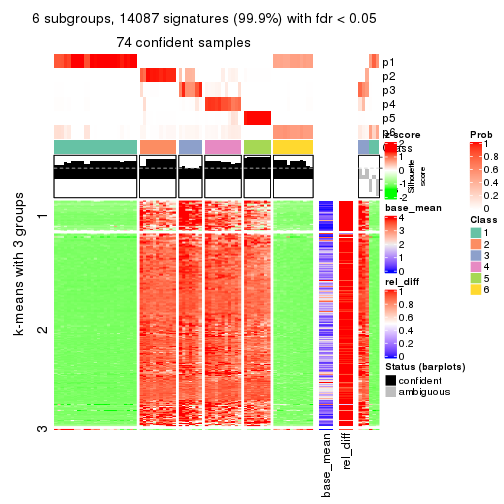 6 subgroups, 14087 signatures (99.9%) with fdr < 0.05
74 confident samples
p1
p2
p3
p4
p5
p6
Class
z-score
2
1
0
-1
-2
Silhouette
score
base_mean
4
3
2
1
0
rel_diff
1
0.8
0.6
0.4
0.2
0
Status (barplots)
confident
ambiguous
Prob
1
0.8
0.6
0.4
0.2
0
Class
1
2
3
4
5
6
k-means with 3 groups
1
2
3
base_mean
rel_diff